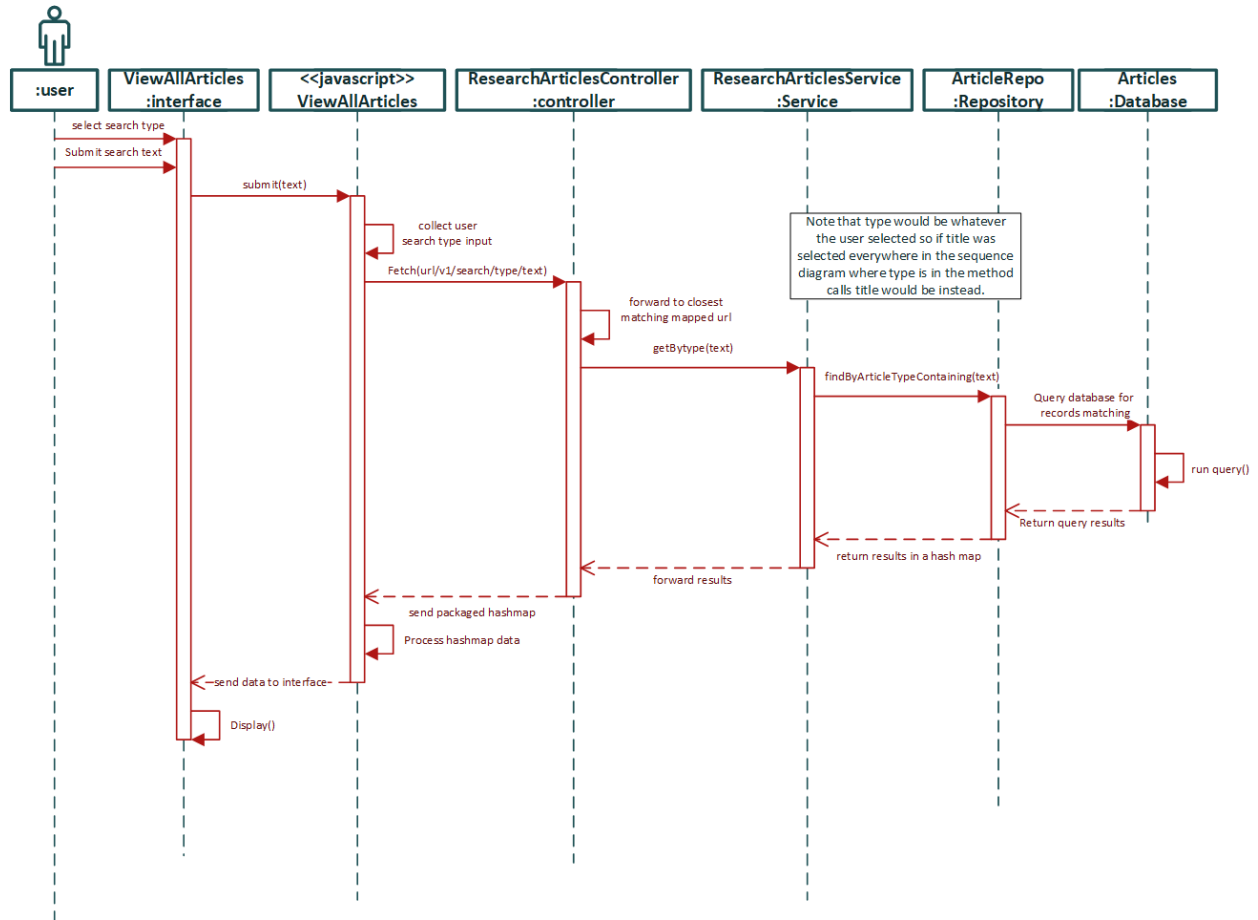 :user
ViewAllArticles
:interface
<<javascript>>
ViewAllArticles
ResearchArticlesController
:controller
ResearchArticlesService
:Service
ArticleRepo
:Repository
Articles
:Database
select search type
Submit search text
submit(text)
collect user
search type input
Note that type would be whatever
the user selected so if title was
selected everywhere in the sequence
diagram where type is in the method
calls title would be instead.
Fetch(url/v1/search/type/text)
forward to closest
matching mapped url
getBytype(text)
findByArticleTypeContaining(text)
Query database for
records matching
run query()
Return query results
return results in a hash map
forward results
send packaged hashmap
Process hashmap data
send data to interface
Display()